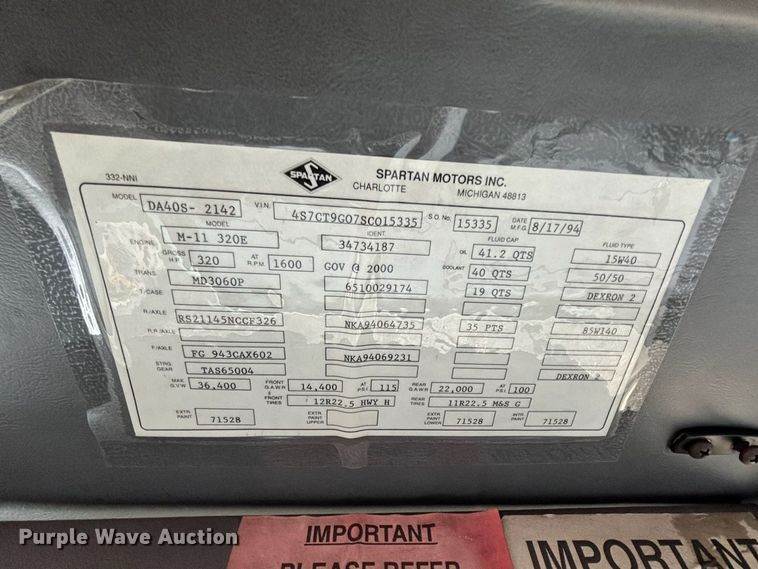 332-NNI
SPARTAN
SPARTAN MOTORS INC.
CHARLOTTE MICHIGAN 48813
MODEL DA40S- 2142 V.I.N. 4S7CT9G07SC015335 S.O. No. 15335 DATE M.F.G. 8/17/94
MODEL IDENT. FLUID CAP FLUID TYPE
ENGINE M-11 320E 34734187 OIL 41.2 QTS 15W40
GROSS H.P. 320 AT R.P.M. 1600 GOV @ 2000 COOLANT 40 QTS 50/50
TRANS. MD3060P 6510029174 19 QTS DEXRON 2
T/CASE
R/AXLE RS21145NCCF326 NKA94064735 35 PTS 85W140
R.R/AXLE
F/AXLE FG 943CAX602 NKA94069231
STRG GEAR TAS65004 DEXRON 2
MAX. G.V.W 36,400 FRONT G.A.W.R 14,400 AT P.S.I. 115 REAR G.A.W.R 22,000 AT P.S.I. 100
FRONT TIRES 12R22.5 HWY H REAR TIRES 11R22.5 M&S G
EXTR. PAINT 71528 EXTR. PAINT UPPER EXTR. PAINT LOWER 71528 INTR. PAINT 71528
Purple Wave Auction
IMPORTANT
PLEASE REFER
IMPORTANT